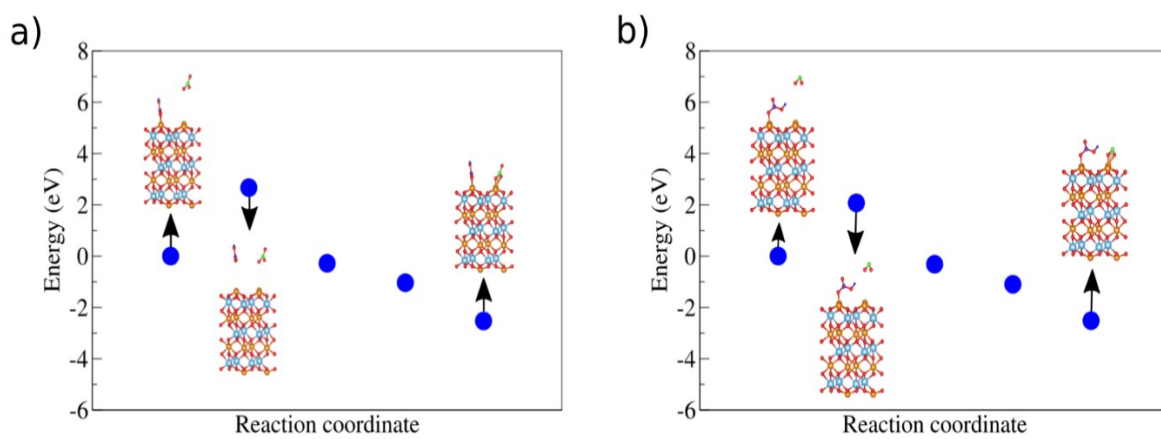 a)
8
6
4
2
0
-2
-4
-6
Energy (eV)
Reaction coordinate
b)
8
6
4
2
0
-2
-4
-6
Energy (eV)
Reaction coordinate